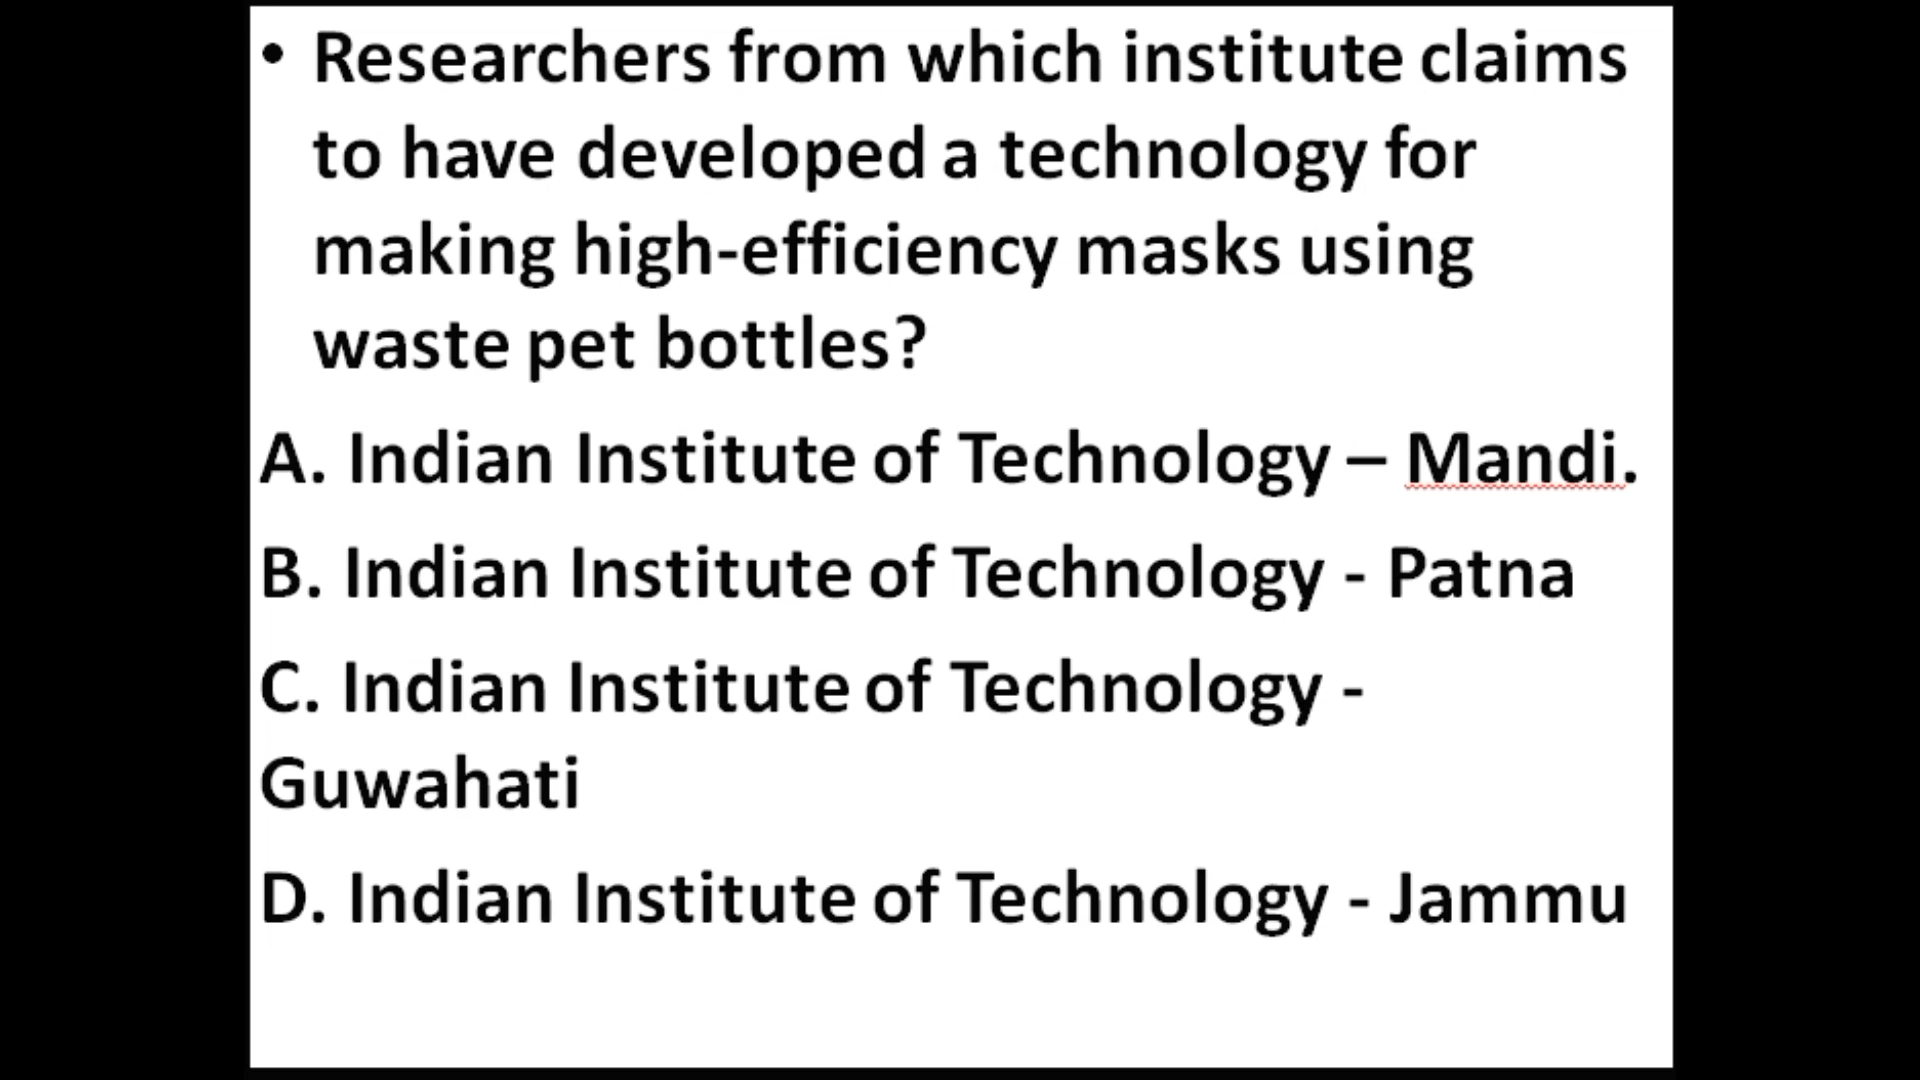 • Researchers from which institute claims
to have developed a technology for
making high-efficiency masks using
waste pet bottles?
A. Indian Institute of Technology – Mandi.
B. Indian Institute of Technology - Patna
C. Indian Institute of Technology -
Guwahati
D. Indian Institute of Technology - Jammu